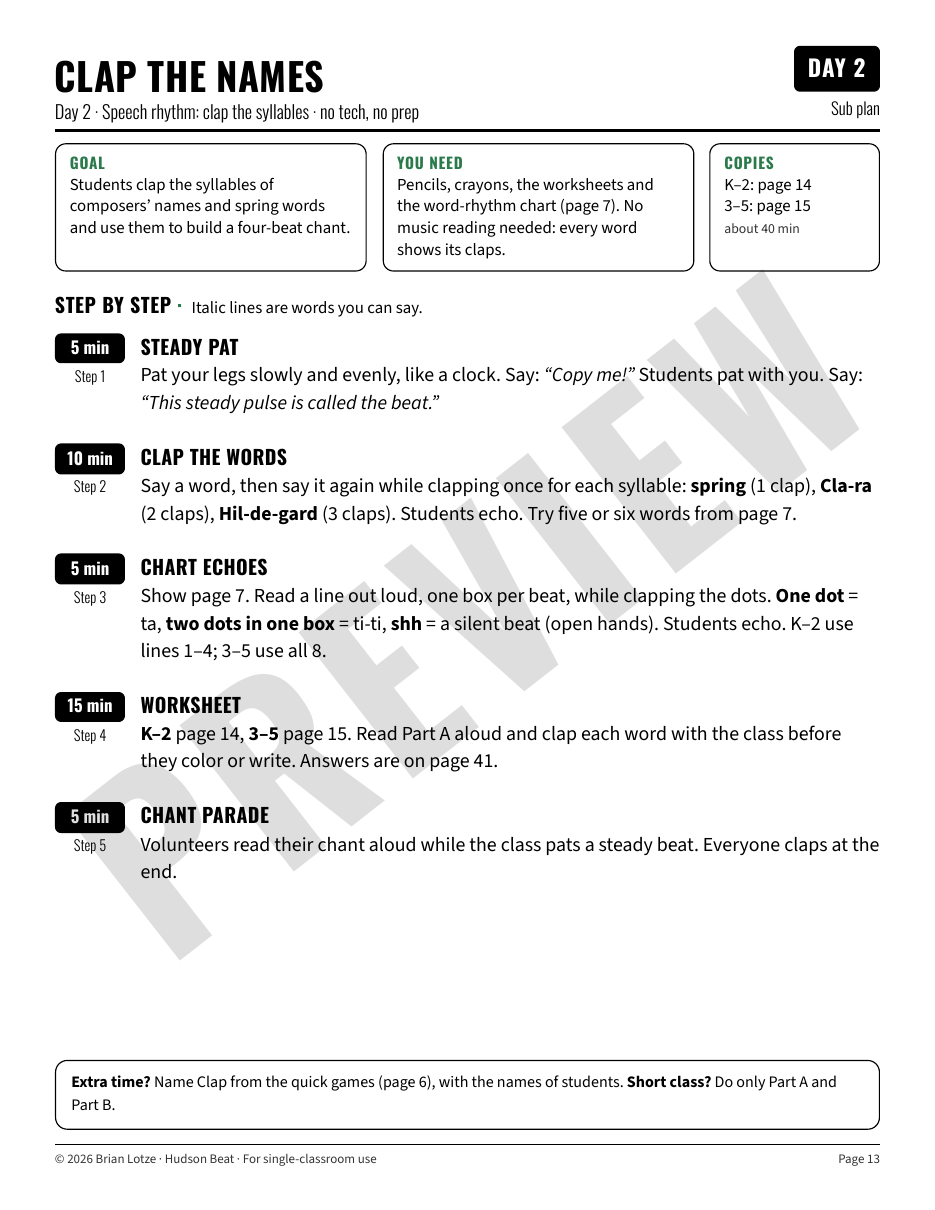 CLAP THE NAMES
DAY 2
Day 2 · Speech rhythm: clap the syllables · no tech, no prep
Sub plan
GOAL
Students clap the syllables of
composers’ names and spring words
and use them to build a four-beat chant.
YOU NEED
Pencils, crayons, the worksheets and
the word-rhythm chart (page 7). No
music reading needed: every word
shows its claps.
COPIES
K–2: page 14
3–5: page 15
about 40 min
STEP BY STEP · Italic lines are words you can say.
5 min
Step 1
STEADY PAT
Pat your legs slowly and evenly, like a clock. Say: “Copy me!” Students pat with you. Say:
“This steady pulse is called the beat.”
10 min
Step 2
CLAP THE WORDS
Say a word, then say it again while clapping once for each syllable: spring (1 clap), Cla-ra
(2 claps), Hil-de-gard (3 claps). Students echo. Try five or six words from page 7.
5 min
Step 3
CHART ECHOES
Show page 7. Read a line out loud, one box per beat, while clapping the dots. One dot =
ta, two dots in one box = ti-ti, shh = a silent beat (open hands). Students echo. K–2 use
lines 1–4; 3–5 use all 8.
15 min
Step 4
WORKSHEET
K–2 page 14, 3–5 page 15. Read Part A aloud and clap each word with the class before
they color or write. Answers are on page 41.
5 min
Step 5
CHANT PARADE
Volunteers read their chant aloud while the class pats a steady beat. Everyone claps at the
end.
PREVIEW
Extra time? Name Clap from the quick games (page 6), with the names of students. Short class? Do only Part A and
Part B.
© 2026 Brian Lotze · Hudson Beat · For single-classroom use
Page 13